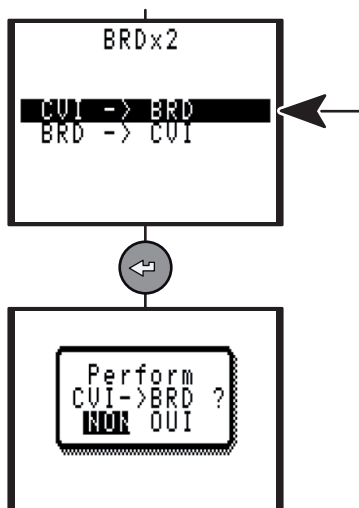 BRDx2
CVI -> BRD
BRD -> CVI
Perform
CVI->BRD ?
NON OUI